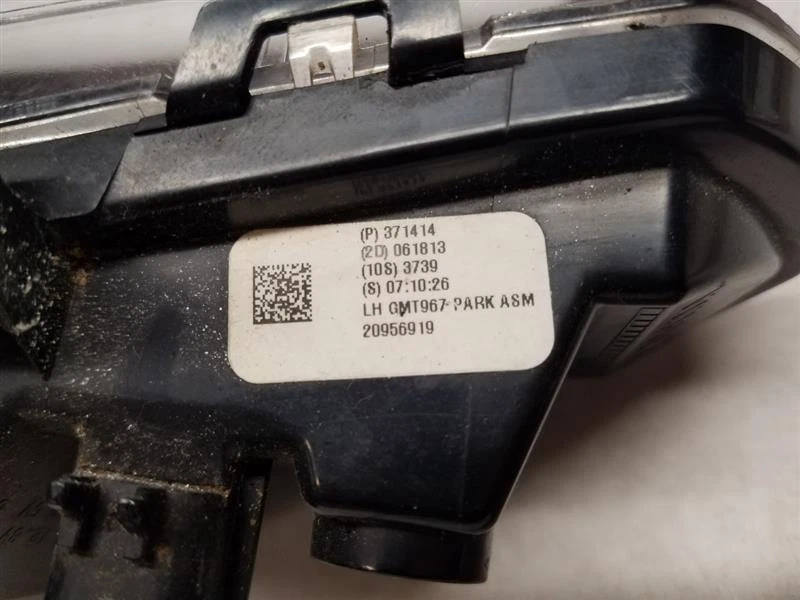 (P) 371414
(2D) 061813
(10S) 3739
(S) 07:10:26
LH GMT967 PARK ASM
20956919